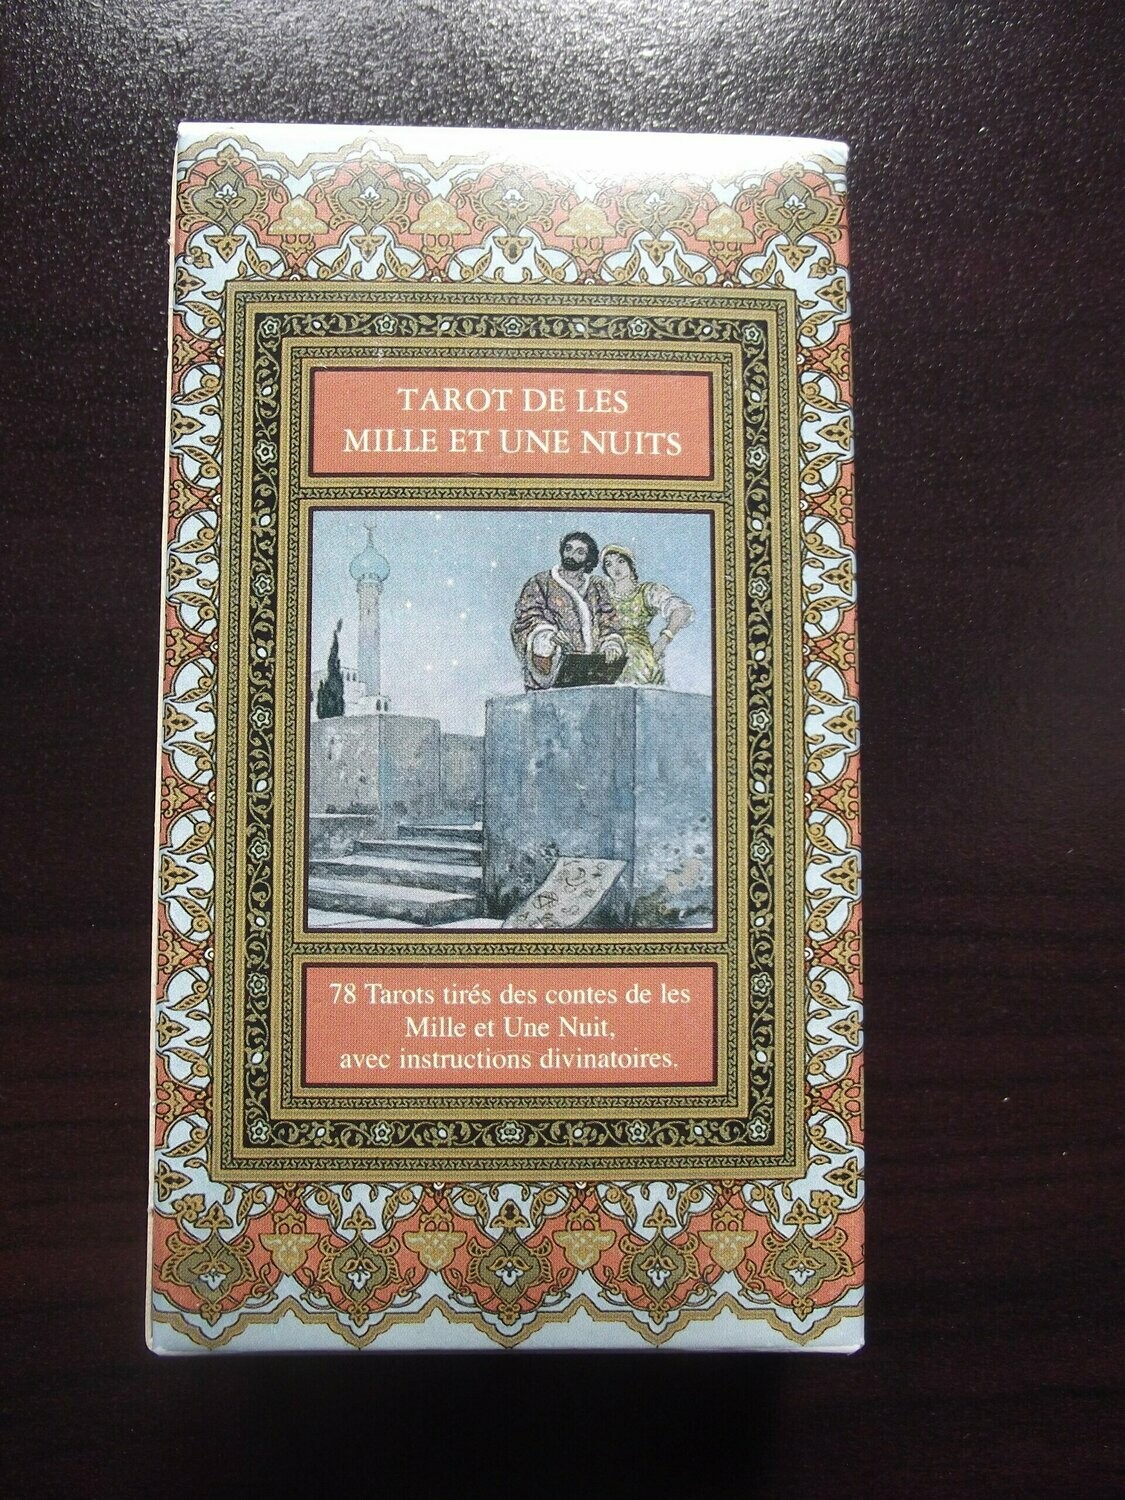 TAROT DE LES
MILLE ET UNE NUITS
78 Tarots tirés des contes de les
Mille et Une Nuit,
avec instructions divinatoires.